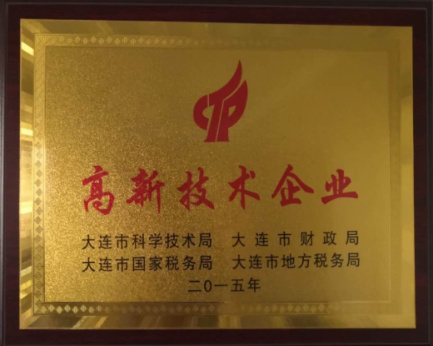 高新技术企业
大连市科学技术局 大连市财政局
大连市国家税务局 大连市地方税务局
二〇一五年